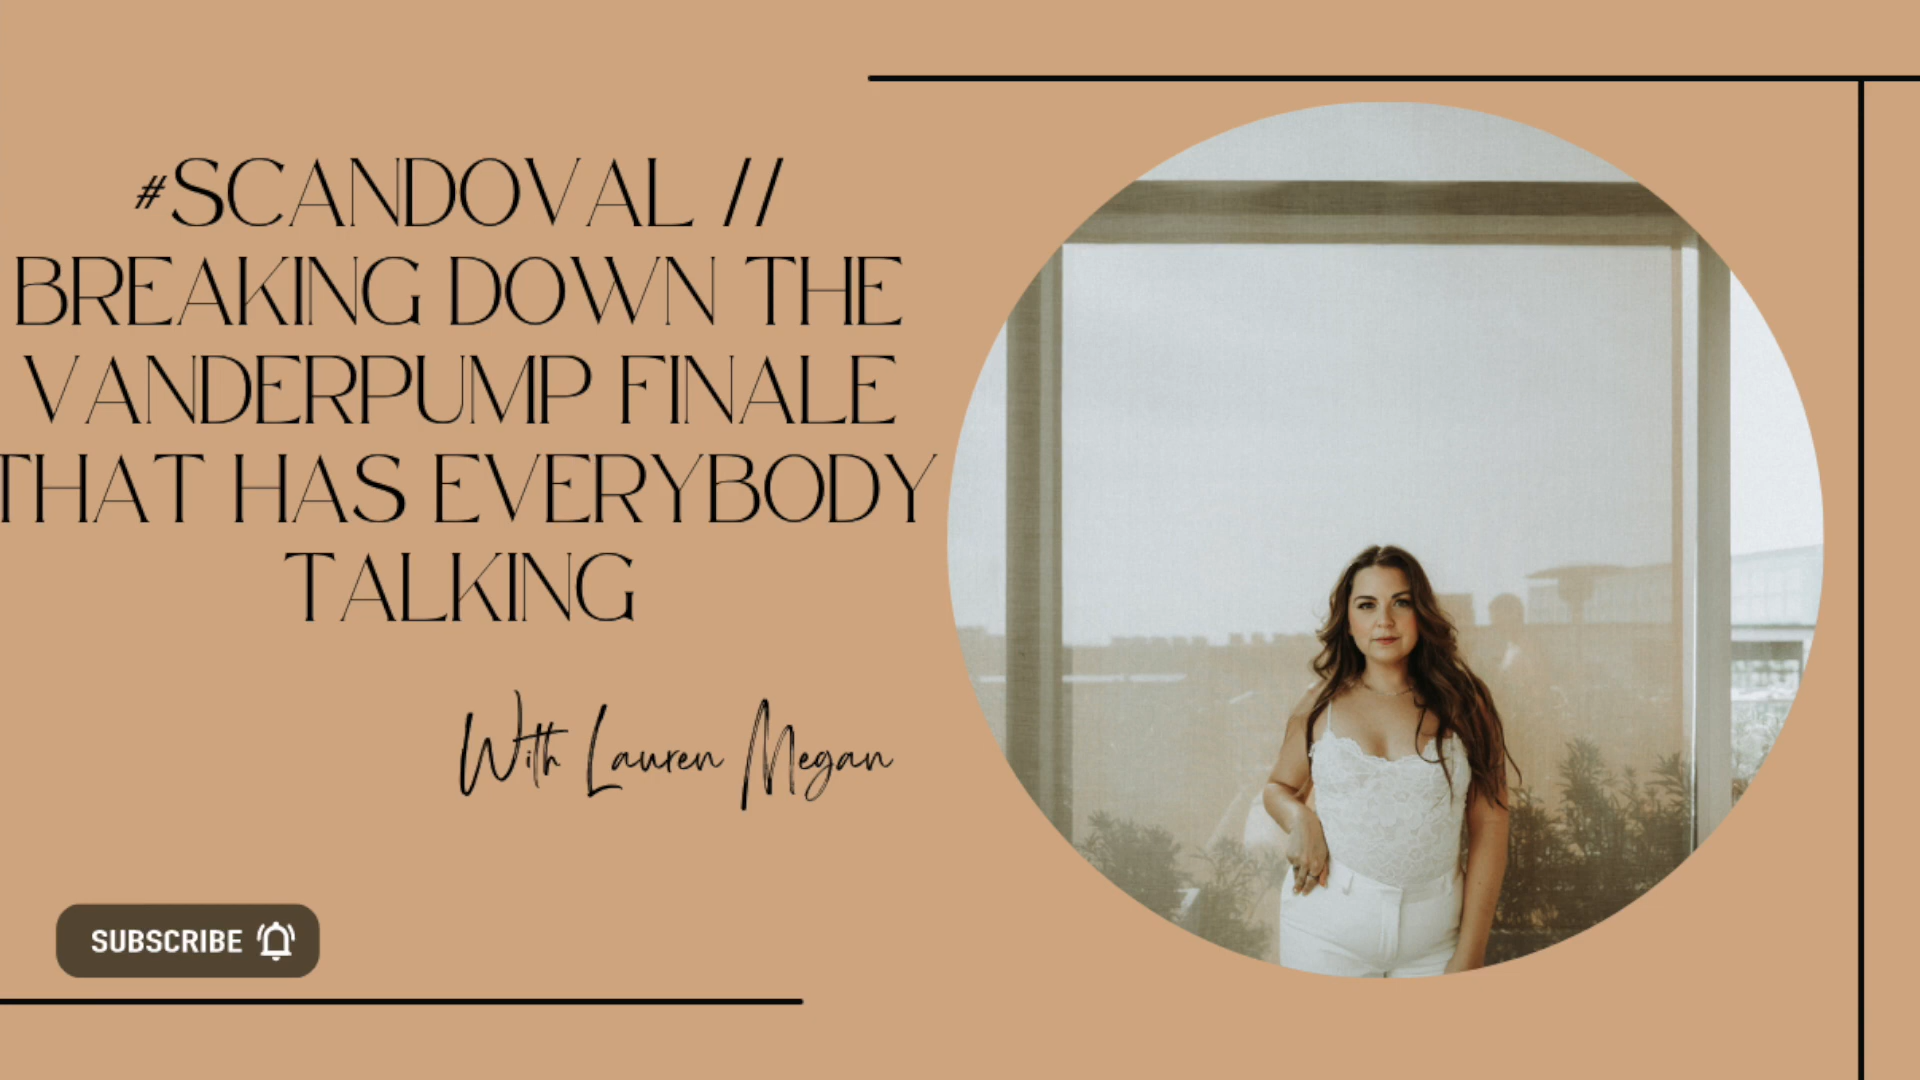 #SCANDOVAL //
BREAKING DOWN THE
VANDERPUMP FINALE
THAT HAS EVERYBODY
TALKING
With Lauren Megan
SUBSCRIBE